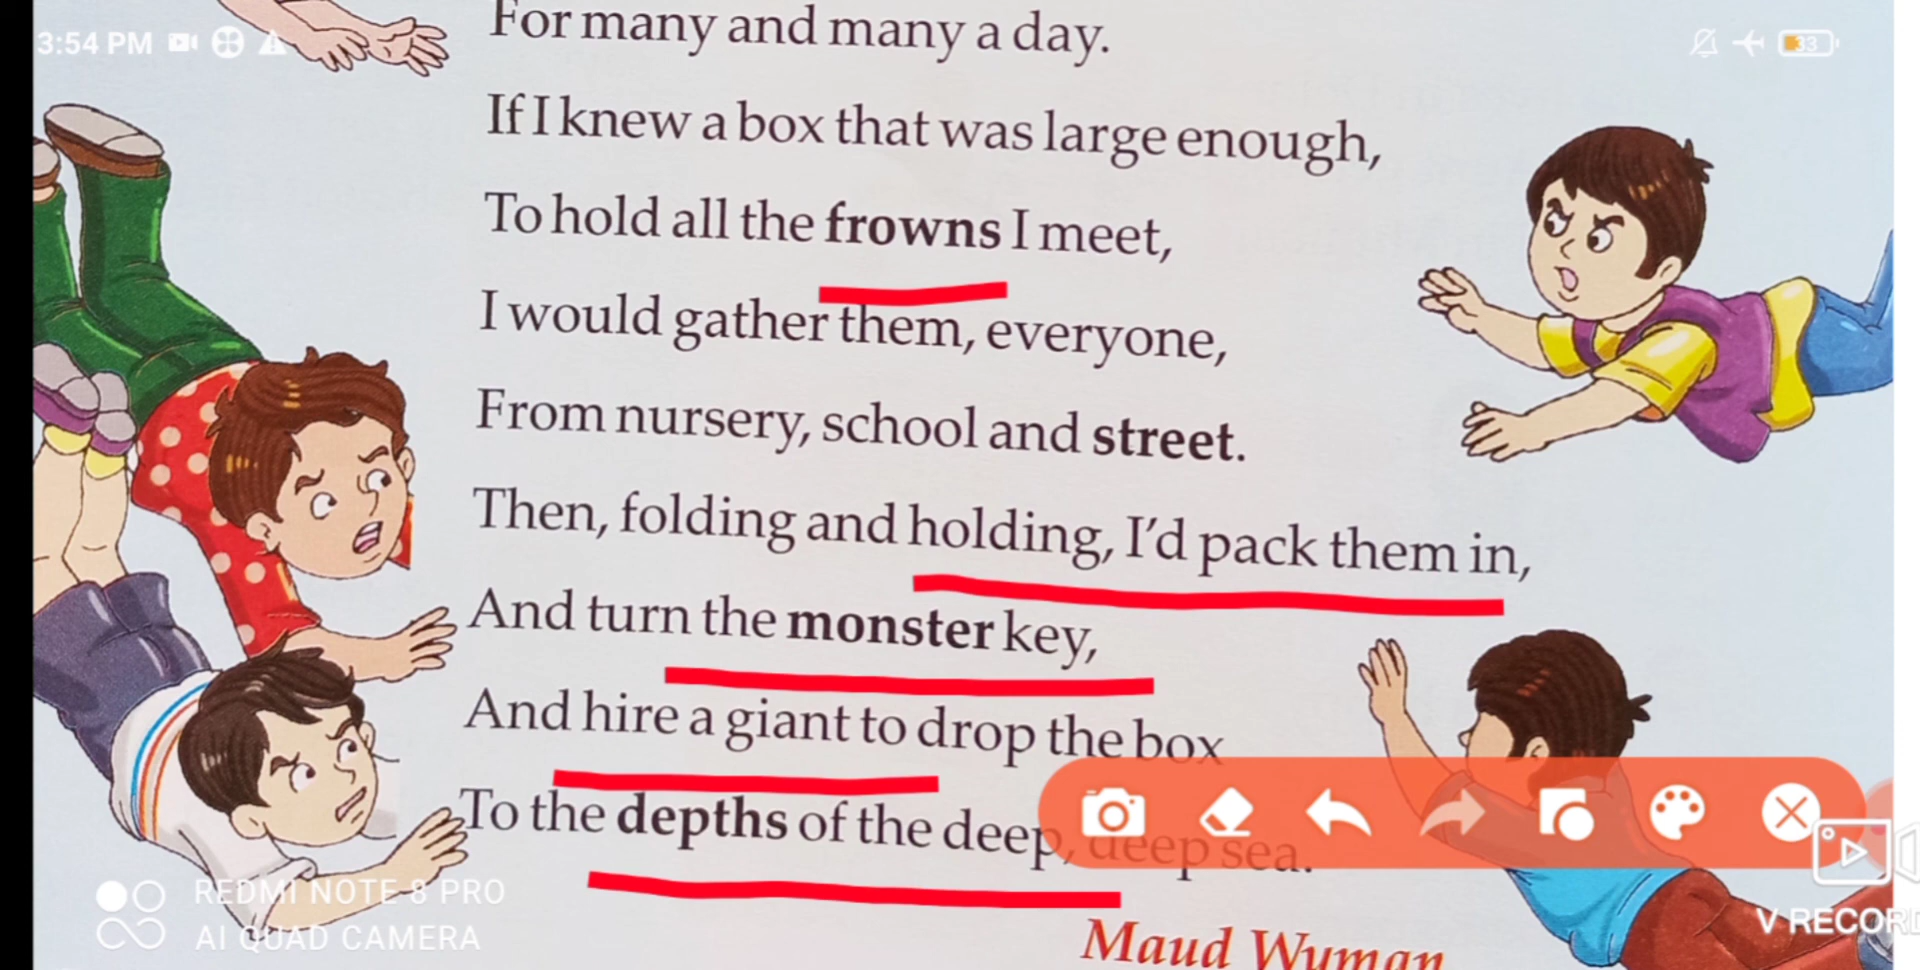 For many and many a day.
3:54 PM
33
If I knew a box that was large enough,
To hold all the frowns I meet,
I would gather them, everyone,
From nursery, school and street.
Then, folding and holding, I'd pack them in,
And turn the monster key,
And hire a giant to drop the box
To the depths of the deep, deep sea.
REDMI NOTE 8 PRO
AI QUAD CAMERA
V RECOR
Maud Wyman